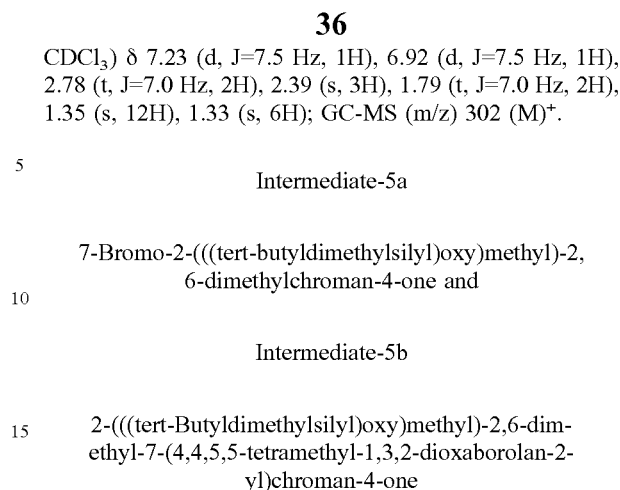 36
CDCl₃) δ 7.23 (d, J=7.5 Hz, 1H), 6.92 (d, J=7.5 Hz, 1H),
2.78 (t, J=7.0 Hz, 2H), 2.39 (s, 3H), 1.79 (t, J=7.0 Hz, 2H),
1.35 (s, 12H), 1.33 (s, 6H); GC-MS (m/z) 302 (M)⁺.
5
Intermediate-5a
7-Bromo-2-(((tert-butyldimethylsilyl)oxy)methyl)-2,
6-dimethylchroman-4-one and
10
Intermediate-5b
15
2-(((tert-Butyldimethylsilyl)oxy)methyl)-2,6-dim-
ethyl-7-(4,4,5,5-tetramethyl-1,3,2-dioxaborolan-2-
yl)chroman-4-one